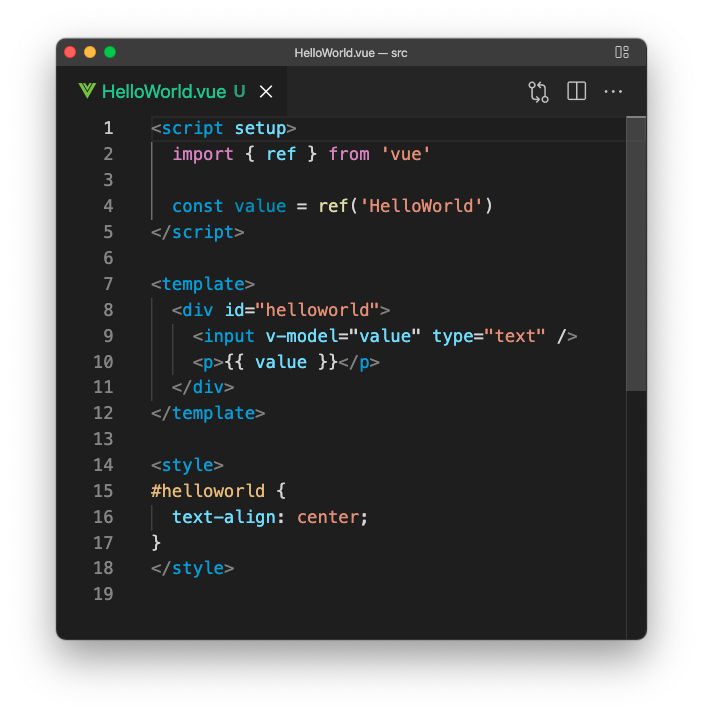 HelloWorld.vue — src
HelloWorld.vue U
1 <script setup>
2   import { ref } from 'vue'
3
4   const value = ref('HelloWorld')
5 </script>
6
7 <template>
8   <div id="helloworld">
9     <input v-model="value" type="text" />
10     <p>{{ value }}</p>
11   </div>
12 </template>
13
14 <style>
15 #helloworld {
16   text-align: center;
17 }
18 </style>
19